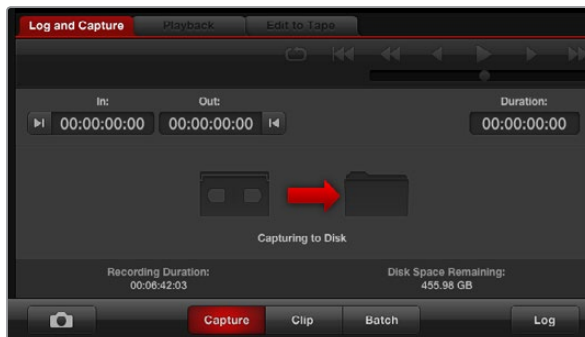 Log and Capture Playback Edit to Tape
In: Out: Duration:
00:00:00:00 00:00:00:00 00:00:00:00
Capturing to Disk
Recording Duration: Disk Space Remaining:
00:06:42:03 455.98 GB
Capture Clip Batch Log